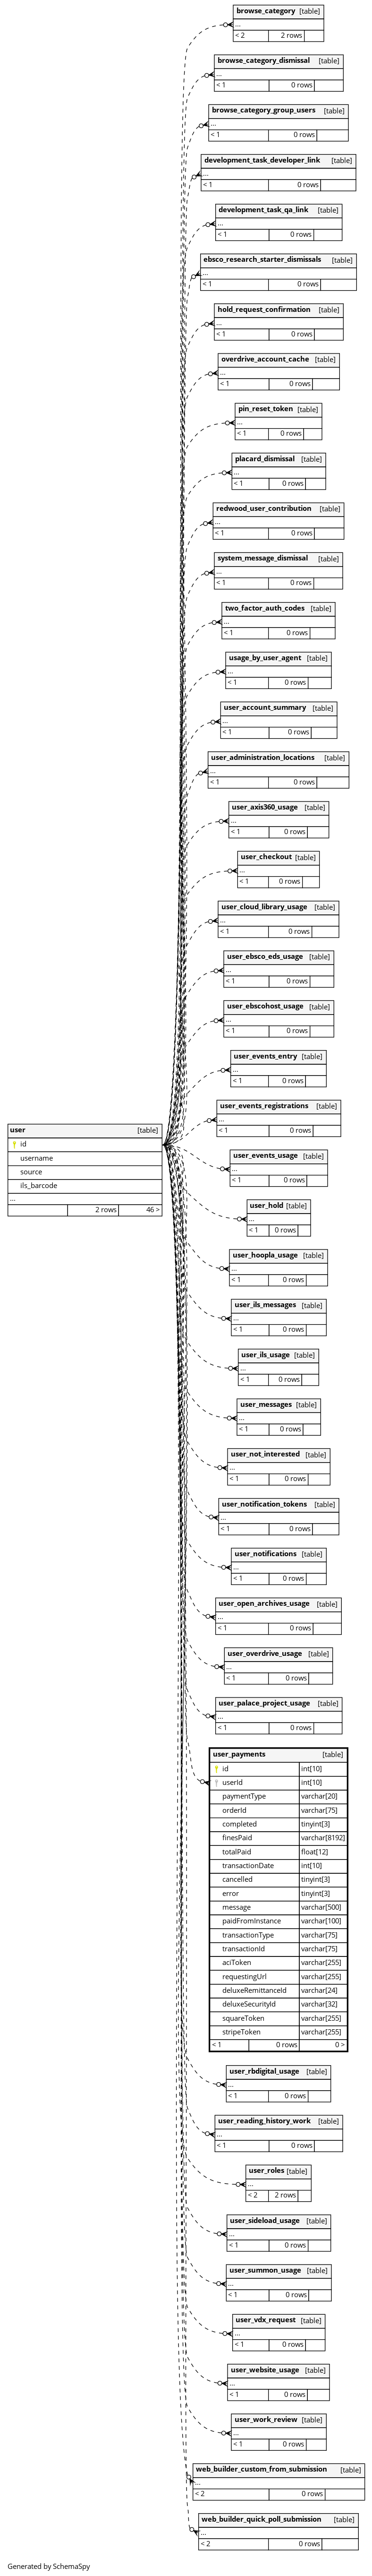 browse_category [table]
...
< 2 2 rows
browse_category_dismissal [table]
...
< 1 0 rows
browse_category_group_users [table]
...
< 1 0 rows
development_task_developer_link [table]
...
< 1 0 rows
development_task_qa_link [table]
...
< 1 0 rows
ebsco_research_starter_dismissals [table]
...
< 1 0 rows
hold_request_confirmation [table]
...
< 1 0 rows
overdrive_account_cache [table]
...
< 1 0 rows
pin_reset_token [table]
...
< 1 0 rows
placard_dismissal [table]
...
< 1 0 rows
redwood_user_contribution [table]
...
< 1 0 rows
system_message_dismissal [table]
...
< 1 0 rows
two_factor_auth_codes [table]
...
< 1 0 rows
usage_by_user_agent [table]
...
< 1 0 rows
user_account_summary [table]
...
< 1 0 rows
user_administration_locations [table]
...
< 1 0 rows
user_axis360_usage [table]
...
< 1 0 rows
user_checkout [table]
...
< 1 0 rows
user_cloud_library_usage [table]
...
< 1 0 rows
user_ebsco_eds_usage [table]
...
< 1 0 rows
user_ebscohost_usage [table]
...
< 1 0 rows
user_events_entry [table]
...
< 1 0 rows
user_events_registrations [table]
...
< 1 0 rows
user [table]
id
username
source
ils_barcode
...
2 rows 46 >
user_events_usage [table]
...
< 1 0 rows
user_hold [table]
...
< 1 0 rows
user_hoopla_usage [table]
...
< 1 0 rows
user_ils_messages [table]
...
< 1 0 rows
user_ils_usage [table]
...
< 1 0 rows
user_messages [table]
...
< 1 0 rows
user_not_interested [table]
...
< 1 0 rows
user_notification_tokens [table]
...
< 1 0 rows
user_notifications [table]
...
< 1 0 rows
user_open_archives_usage [table]
...
< 1 0 rows
user_overdrive_usage [table]
...
< 1 0 rows
user_palace_project_usage [table]
...
< 1 0 rows
user_payments [table]
id int[10]
userId int[10]
paymentType varchar[20]
orderId varchar[75]
completed tinyint[3]
finesPaid varchar[8192]
totalPaid float[12]
transactionDate int[10]
cancelled tinyint[3]
error tinyint[3]
message varchar[500]
paidFromInstance varchar[100]
transactionType varchar[75]
transactionId varchar[75]
aciToken varchar[255]
requestingUrl varchar[255]
deluxeRemittanceId varchar[24]
deluxeSecurityId varchar[32]
squareToken varchar[255]
stripeToken varchar[255]
< 1 0 rows 0 >
user_rbdigital_usage [table]
...
< 1 0 rows
user_reading_history_work [table]
...
< 1 0 rows
user_roles [table]
...
< 2 2 rows
user_sideload_usage [table]
...
< 1 0 rows
user_summon_usage [table]
...
< 1 0 rows
user_vdx_request [table]
...
< 1 0 rows
user_website_usage [table]
...
< 1 0 rows
user_work_review [table]
...
< 1 0 rows
web_builder_custom_from_submission [table]
...
< 2 0 rows
web_builder_quick_poll_submission [table]
...
< 2 0 rows
Generated by SchemaSpy